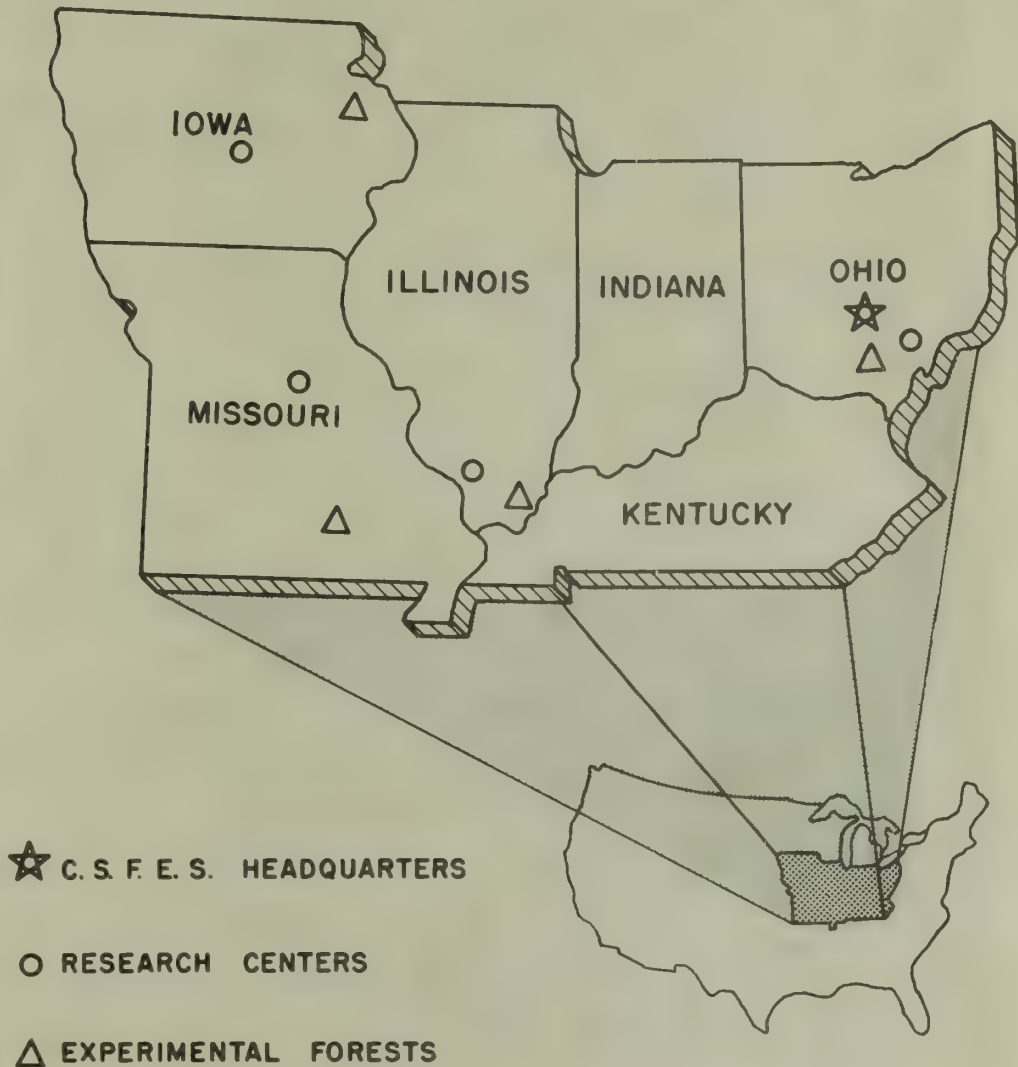 IOWA
ILLINOIS
INDIANA
OHIO
MISSOURI
KENTUCKY
C. S. F. E. S. HEADQUARTERS
RESEARCH CENTERS
EXPERIMENTAL FORESTS